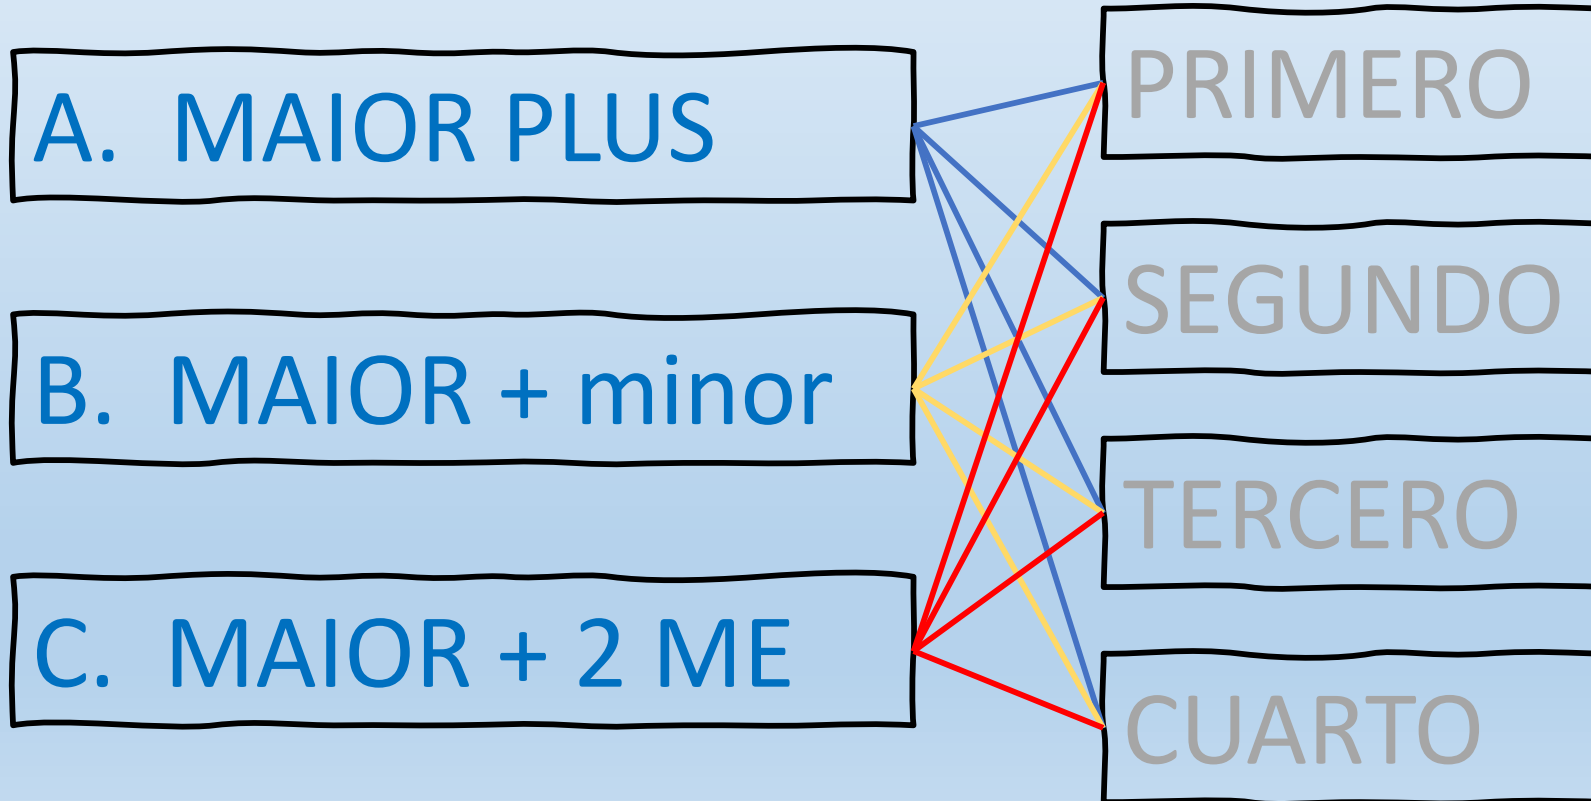 A. MAIOR PLUS
B. MAIOR + minor
C. MAIOR + 2 ME
PRIMERO
SEGUNDO
TERCERO
CUARTO